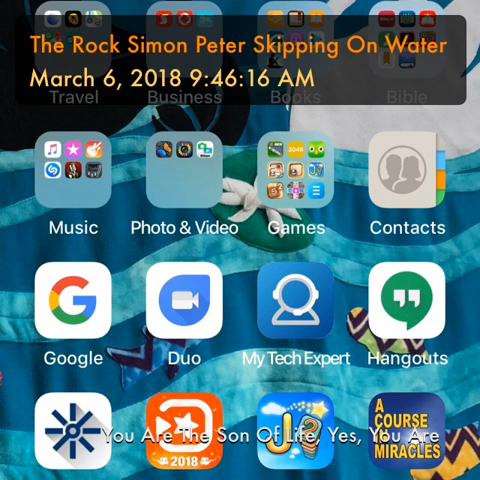 The Rock Simon Peter Skipping On Water
March 6, 2018 9:46:16 AM
Travel Business Books Bible
2048
Music Photo & Video Games Contacts
G
Google Duo My Tech Expert Hangouts
2018
J
A COURSE IN MIRACLES
You Are The Son Of Life, Yes, You Are